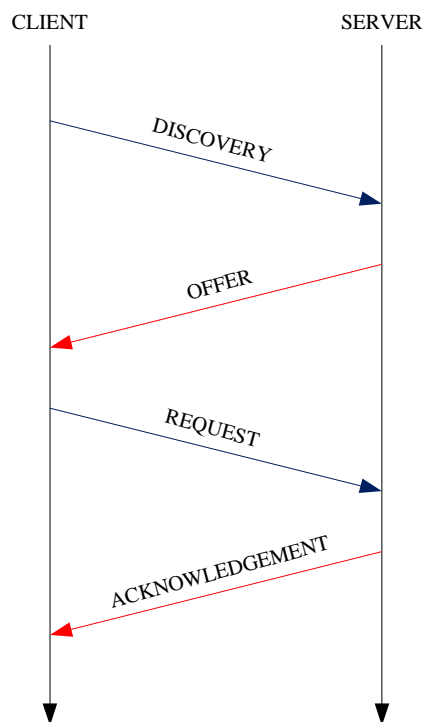 CLIENT
SERVER
DISCOVERY
OFFER
REQUEST
ACKNOWLEDGEMENT